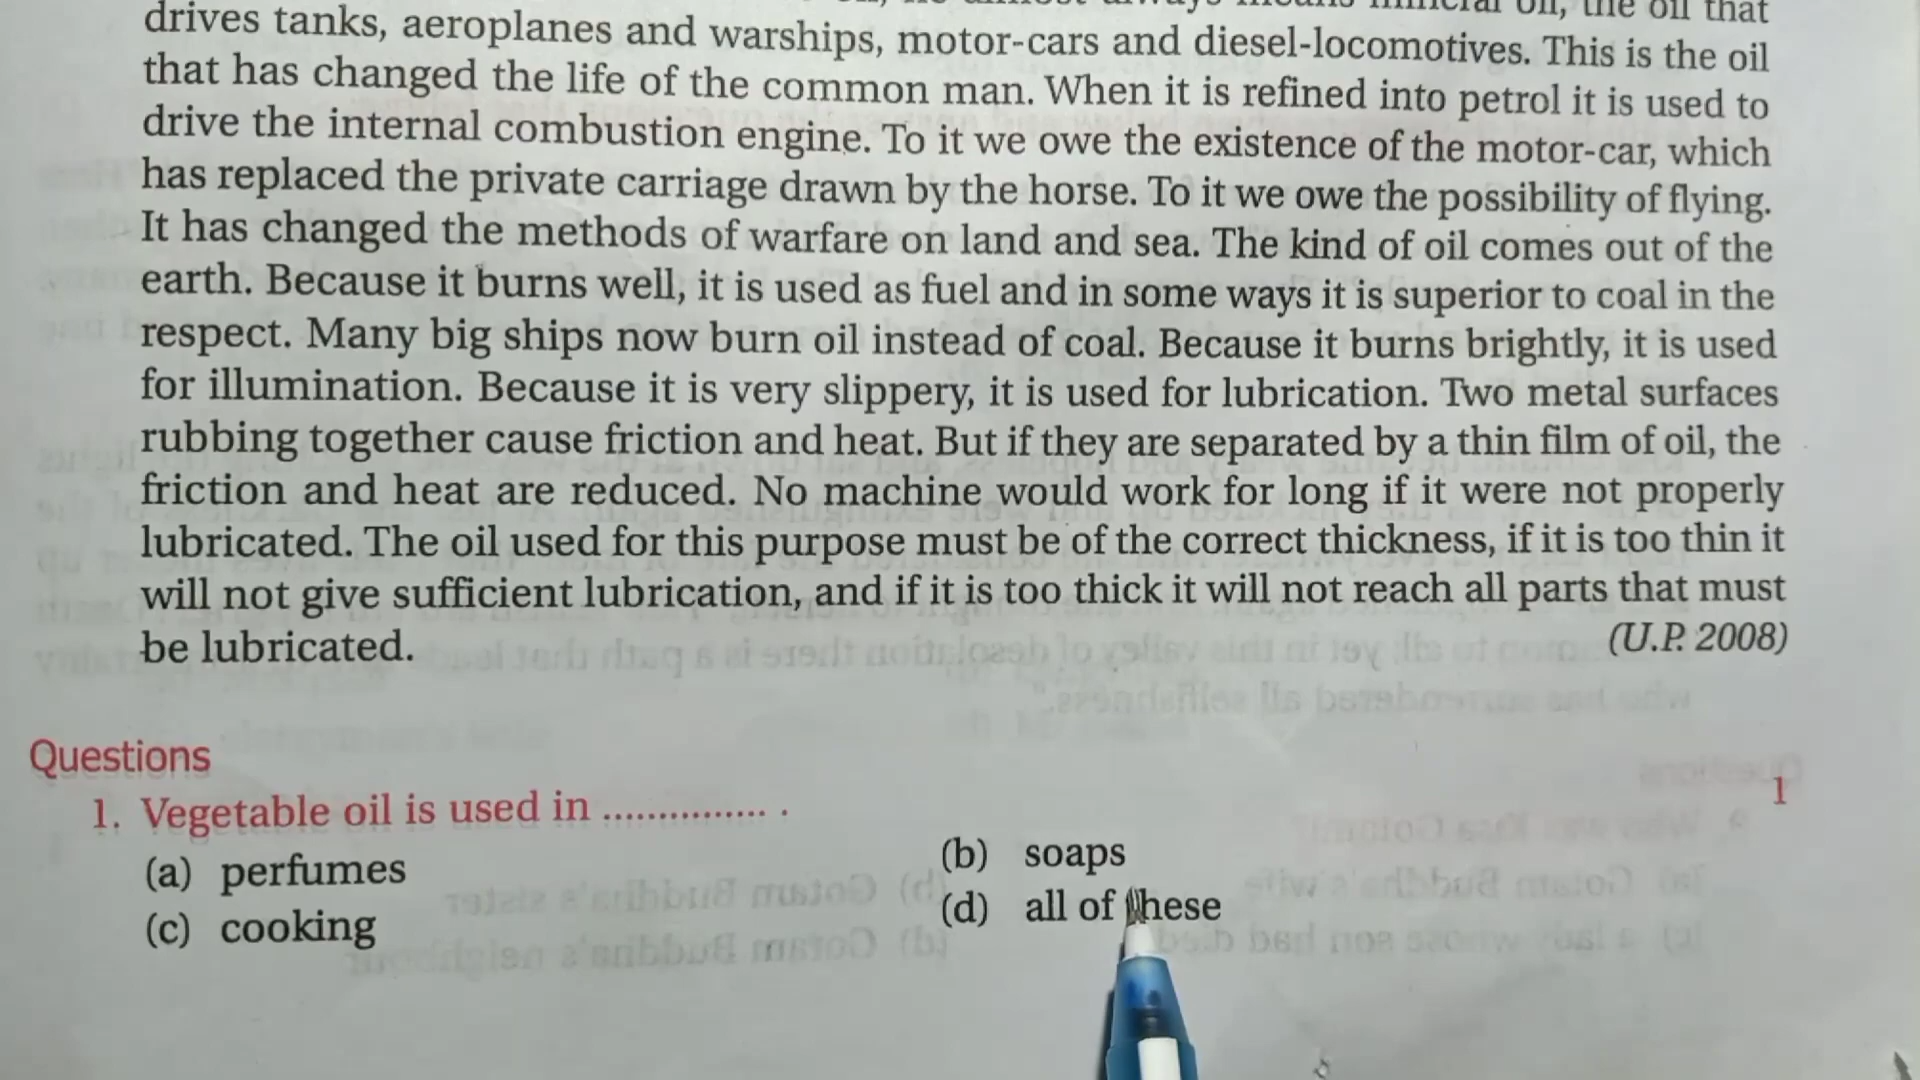 mineral oil, the oil that
drives tanks, aeroplanes and warships, motor-cars and diesel-locomotives. This is the oil
that has changed the life of the common man. When it is refined into petrol it is used to
drive the internal combustion engine. To it we owe the existence of the motor-car, which
has replaced the private carriage drawn by the horse. To it we owe the possibility of flying.
It has changed the methods of warfare on land and sea. The kind of oil comes out of the
earth. Because it burns well, it is used as fuel and in some ways it is superior to coal in the
respect. Many big ships now burn oil instead of coal. Because it burns brightly, it is used
for illumination. Because it is very slippery, it is used for lubrication. Two metal surfaces
rubbing together cause friction and heat. But if they are separated by a thin film of oil, the
friction and heat are reduced. No machine would work for long if it were not properly
lubricated. The oil used for this purpose must be of the correct thickness, if it is too thin it
will not give sufficient lubrication, and if it is too thick it will not reach all parts that must
be lubricated. (U.P. 2008)
Questions
1. Vegetable oil is used in ............... . 1
(a) perfumes (b) soaps
(c) cooking (d) all of these